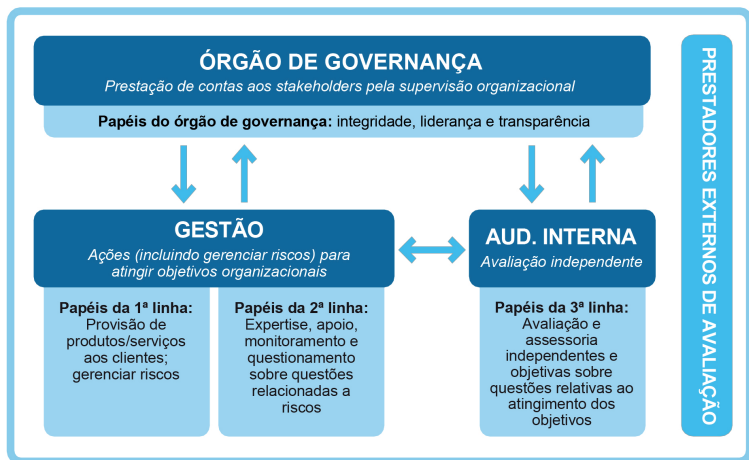 ÓRGÃO DE GOVERNANÇA
Prestação de contas aos stakeholders pela supervisão organizacional
Papéis do órgão de governança: integridade, liderança e transparência
GESTÃO
Ações (incluindo gerenciar riscos) para
atingir objetivos organizacionais
Papéis da 1ª linha:
Provisão de
produtos/serviços
aos clientes;
gerenciar riscos
Papéis da 2ª linha:
Expertise, apoio,
monitoramento e
questionamento
sobre questões
relacionadas a
riscos
AUD. INTERNA
Avaliação independente
Papéis da 3ª linha:
Avaliação e
assessoria
independentes e
objetivas sobre
questões relativas ao
atingimento dos
objetivos
PRESTADORES EXTERNOS DE AVALIAÇÃO